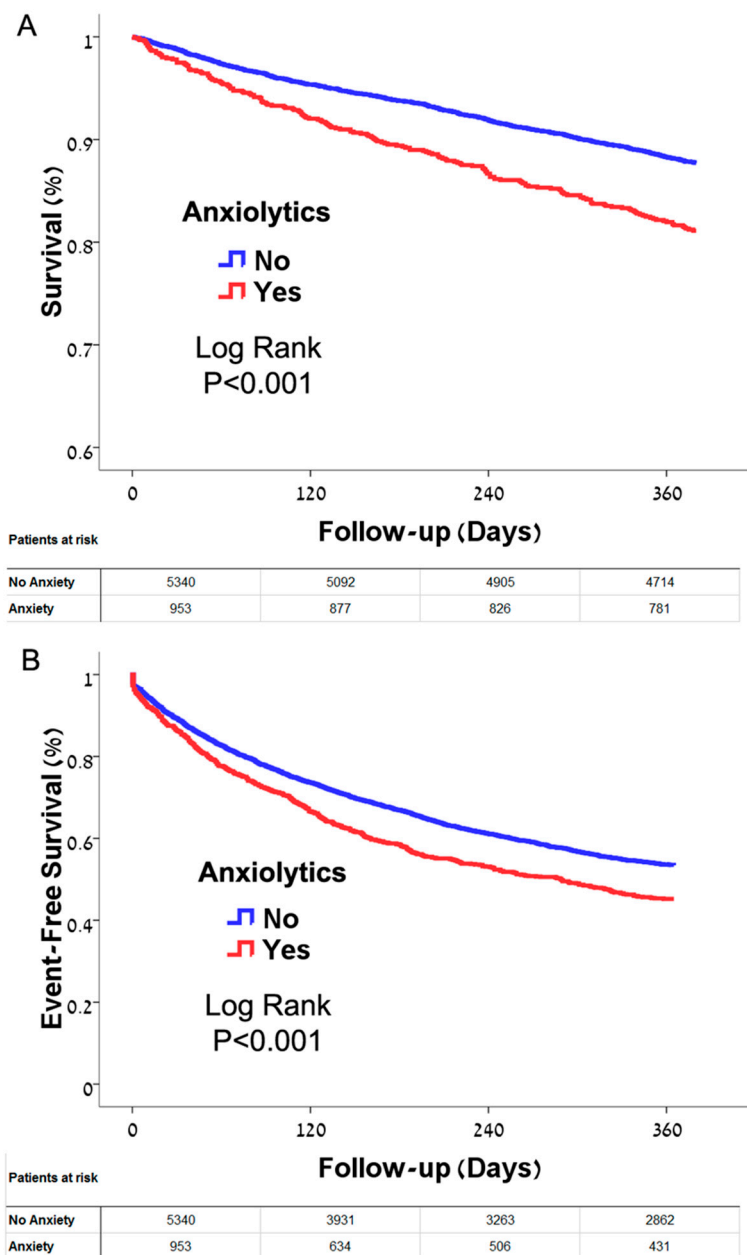 A
1
0.9
0.8
0.7
0.6
Survival (%)
Anxiolytics
No
Yes
Log Rank
P<0.001
0 120 240 360
Follow-up (Days)
Patients at risk
No Anxiety 5340 5092 4905 4714
Anxiety 953 877 826 781
B
1
0.8
0.6
0.4
0.2
0
Event-Free Survival (%)
Anxiolytics
No
Yes
Log Rank
P<0.001
0 120 240 360
Follow-up (Days)
Patients at risk
No Anxiety 5340 3931 3263 2862
Anxiety 953 634 506 431